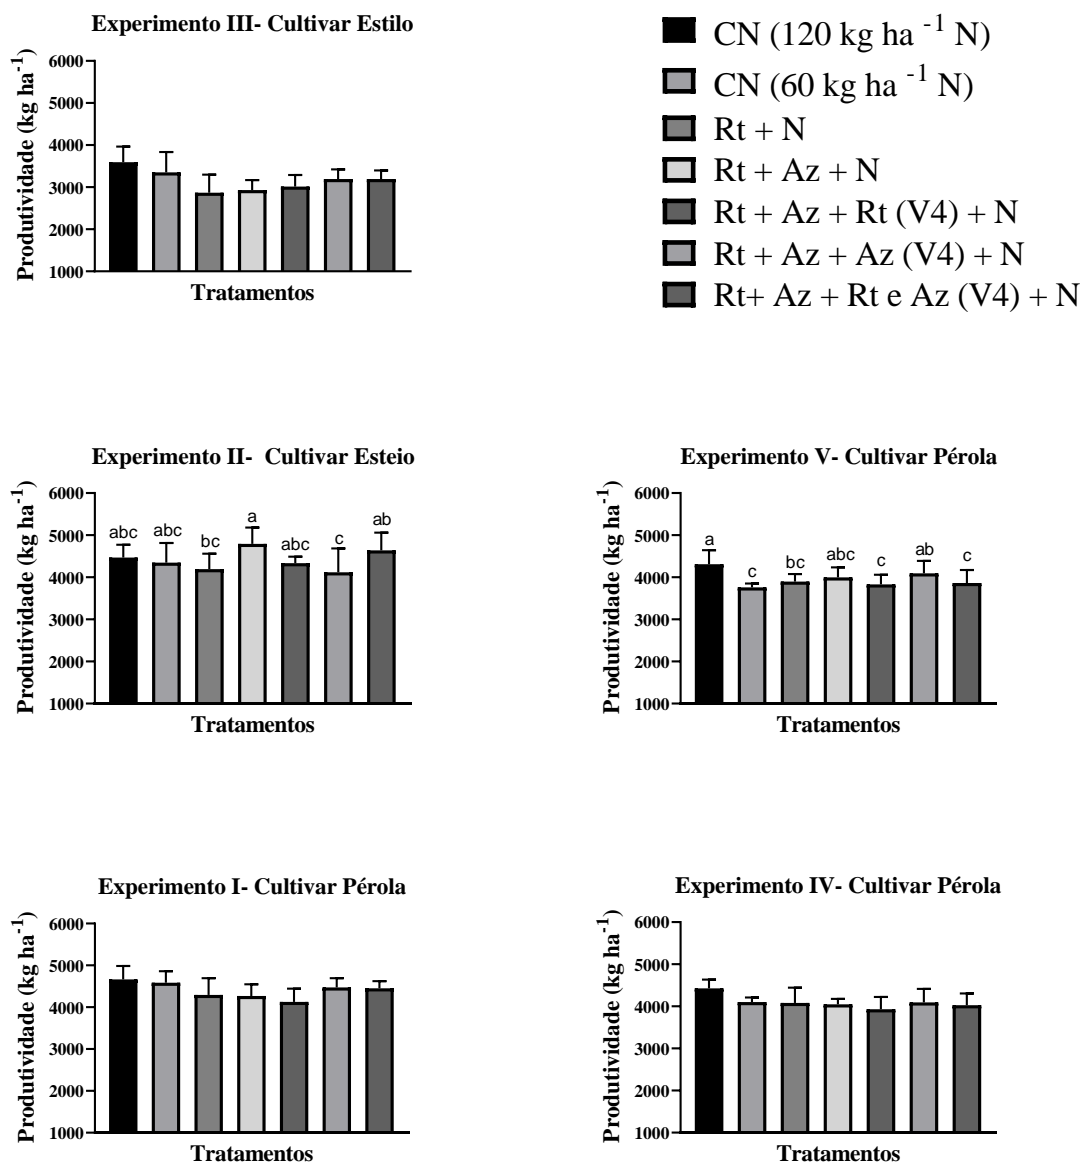 Experimento III- Cultivar Estilo
Produtividade (kg ha-1)
6000
5000
4000
3000
2000
1000
Tratamentos
CN (120 kg ha -1 N)
CN (60 kg ha -1 N)
Rt + N
Rt + Az + N
Rt + Az + Rt (V4) + N
Rt + Az + Az (V4) + N
Rt+ Az + Rt e Az (V4) + N
Experimento II- Cultivar Esteio
Produtividade (kg ha-1)
6000
5000
4000
3000
2000
1000
abc abc bc a abc c ab
Tratamentos
Experimento V- Cultivar Pérola
Produtividade (kg ha-1)
6000
5000
4000
3000
2000
1000
a c bc abc c ab c
Tratamentos
Experimento I- Cultivar Pérola
Produtividade (kg ha-1)
6000
5000
4000
3000
2000
1000
Tratamentos
Experimento IV- Cultivar Pérola
Produtividade (kg ha-1)
6000
5000
4000
3000
2000
1000
Tratamentos